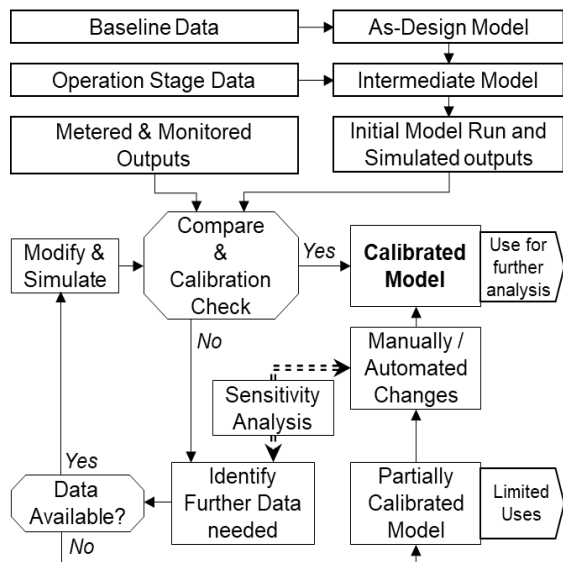 Baseline Data
As-Design Model
Operation Stage Data
Intermediate Model
Metered & Monitored
Outputs
Initial Model Run and
Simulated outputs
Compare
&
Calibration
Check
Modify &
Simulate
Yes
Calibrated
Model
Use for
further
analysis
No
Manually /
Automated
Changes
Sensitivity
Analysis
Yes
Data
Available?
Identify
Further Data
needed
Partially
Calibrated
Model
Limited
Uses
No